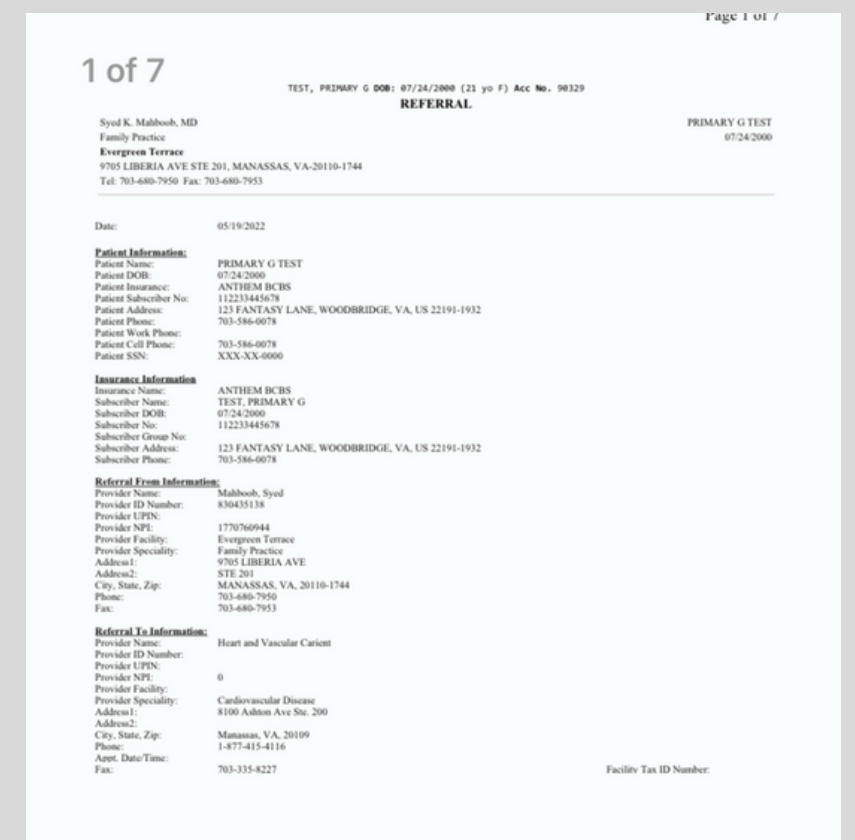 Page 1 of 7
1 of 7
TEST, PRIMARY G DOB: 07/24/2000 (21 yo F) Acc No. 90329
REFERRAL
Syed K. Mahboob, MD PRIMARY G TEST
Family Practice 07/24/2000
Evergreen Terrace
9705 LIBERIA AVE STE 201, MANASSAS, VA-20110-1744
Tel: 703-680-7950 Fax: 703-680-7953
Date: 05/19/2022
Patient Information:
Patient Name: PRIMARY G TEST
Patient DOB: 07/24/2000
Patient Insurance: ANTHEM BCBS
Patient Subscriber No: 112233445678
Patient Address: 123 FANTASY LANE, WOODBRIDGE, VA, US 22191-1932
Patient Phone: 703-586-0078
Patient Work Phone:
Patient Cell Phone: 703-586-0078
Patient SSN: XXX-XX-0000
Insurance Information
Insurance Name: ANTHEM BCBS
Subscriber Name: TEST, PRIMARY G
Subscriber DOB: 07/24/2000
Subscriber No: 112233445678
Subscriber Group No:
Subscriber Address: 123 FANTASY LANE, WOODBRIDGE, VA, US 22191-1932
Subscriber Phone: 703-586-0078
Referral From Information:
Provider Name: Mahboob, Syed
Provider ID Number: 830435138
Provider UPIN:
Provider NPI: 1770760944
Provider Facility: Evergreen Terrace
Provider Speciality: Family Practice
Address1: 9705 LIBERIA AVE
Address2: STE 201
City, State, Zip: MANASSAS, VA, 20110-1744
Phone: 703-680-7950
Fax: 703-680-7953
Referral To Information:
Provider Name: Heart and Vascular Carient
Provider ID Number:
Provider UPIN:
Provider NPI: 0
Provider Facility:
Provider Speciality: Cardiovascular Disease
Address1: 8100 Ashton Ave Ste. 200
Address2:
City, State, Zip: Manassas, VA, 20109
Phone: 1-877-415-4116
Appt. Date/Time:
Fax: 703-335-8227 Facility Tax ID Number: